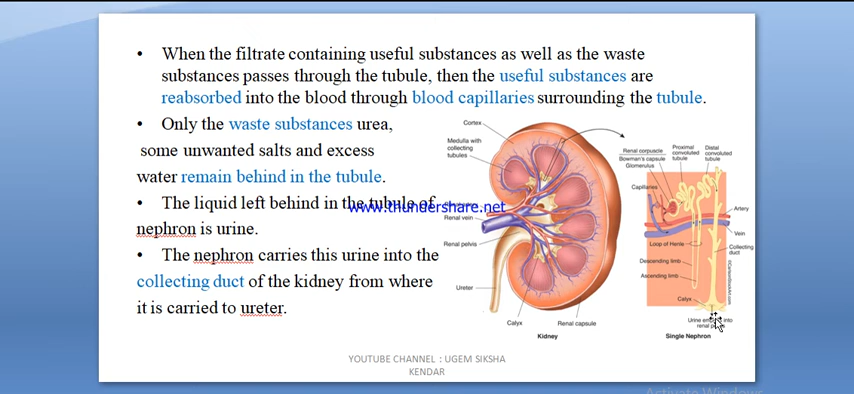 • When the filtrate containing useful substances as well as the waste
substances passes through the tubule, then the useful substances are
reabsorbed into the blood through blood capillaries surrounding the tubule.
• Only the waste substances urea,
some unwanted salts and excess
water remain behind in the tubule.
• The liquid left behind in the tubule of
nephron is urine.
• The nephron carries this urine into the
collecting duct of the kidney from where
it is carried to ureter.
www.thundershare.net
Cortex
Medulla with
collecting
tubules
Renal vein
Renal pelvis
Ureter
Calyx
Renal capsule
Kidney
Renal corpuscle
Bowman's capsule
Glomerulus
Proximal
convoluted
tubule
Distal
convoluted
tubule
Capillaries
Artery
Vein
Loop of Henle
Collecting
duct
Descending limb
Ascending limb
Calyx
Urine into
renal
Single Nephron
YOUTUBE CHANNEL : UGEM SIKSHA
KENDAR